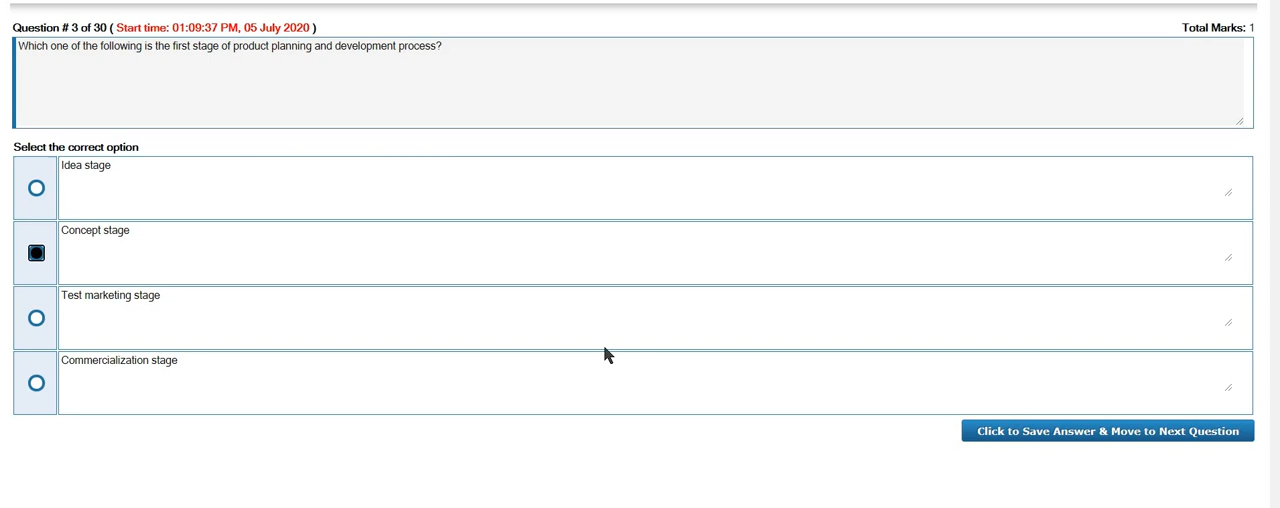 Question # 3 of 30 ( Start time: 01:09:37 PM, 05 July 2020 ) Total Marks: 1
Which one of the following is the first stage of product planning and development process?
Select the correct option
Idea stage
Concept stage
Test marketing stage
Commercialization stage
Click to Save Answer & Move to Next Question